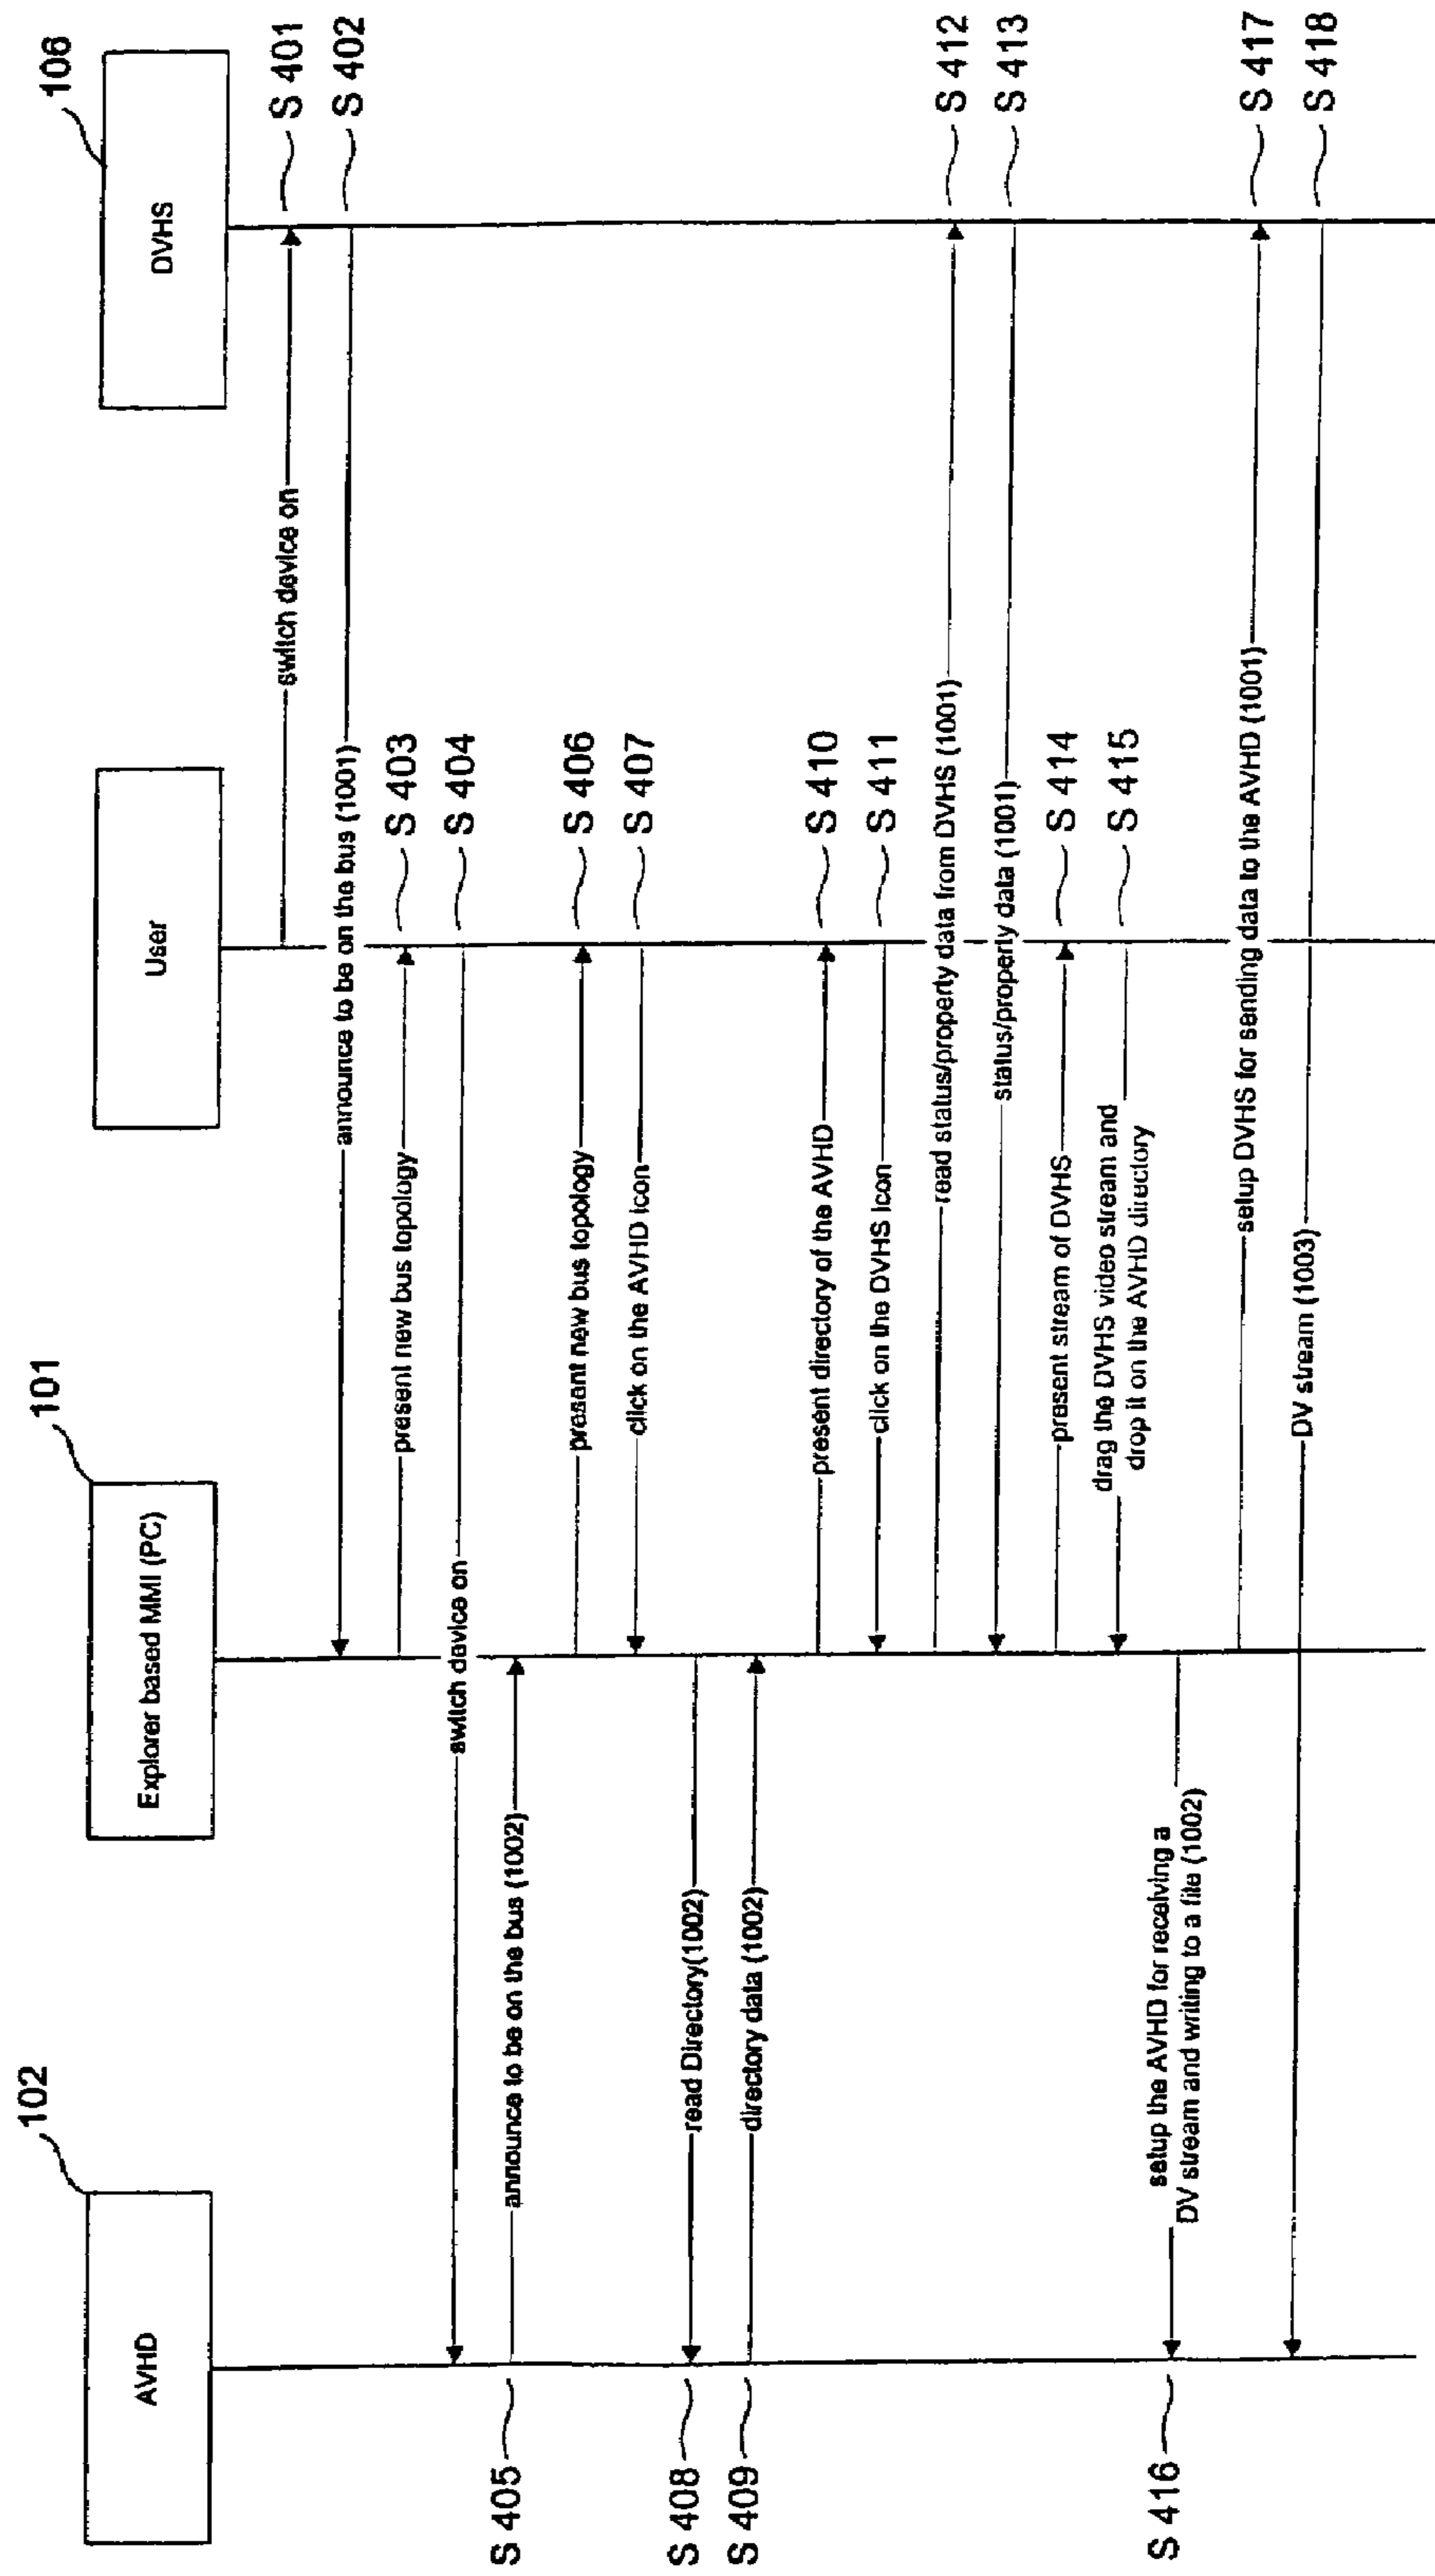 102
101
106
AVHD
Explorer based MMI (PC)
User
DVHS
switch device on
S 401
announce to be on the bus (1001)
S 402
present new bus topology
S 403
switch device on
S 404
S 405
announce to be on the bus (1002)
present new bus topology
S 406
click on the AVHD icon
S 407
S 408
read Directory(1002)
S 409
directory data (1002)
present directory of the AVHD
S 410
click on the DVHS icon
S 411
read status/property data from DVHS (1001)
S 412
status/property data (1001)
S 413
present stream of DVHS
S 414
drag the DVHS video stream and
drop it on the AVHD directory
S 415
S 416
setup the AVHD for receiving a
DV stream and writing to a file (1002)
setup DVHS for sending data to the AVHD (1001)
S 417
DV stream (1003)
S 418